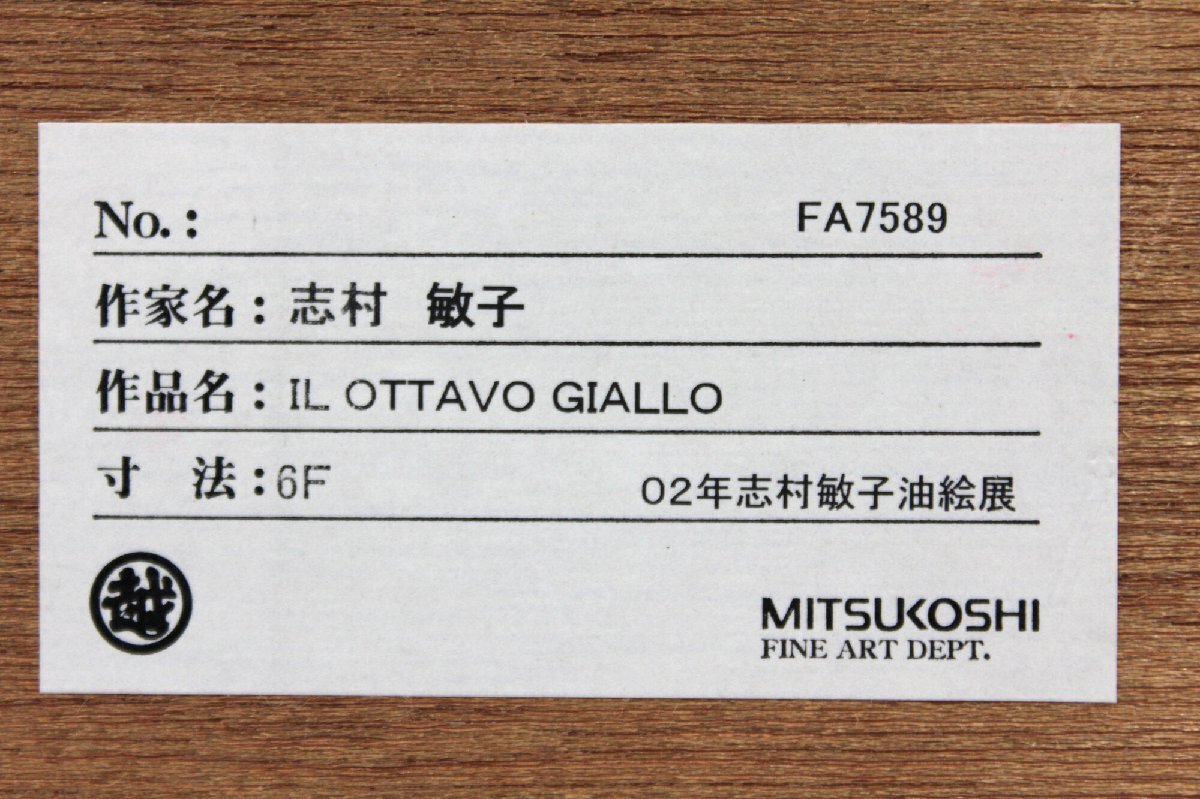 No.: FA7589
作家名: 志村 敏子
作品名: IL OTTAVO GIALLO
寸 法: 6F 02年志村敏子油絵展
越 MITSUKOSHI
FINE ART DEPT.